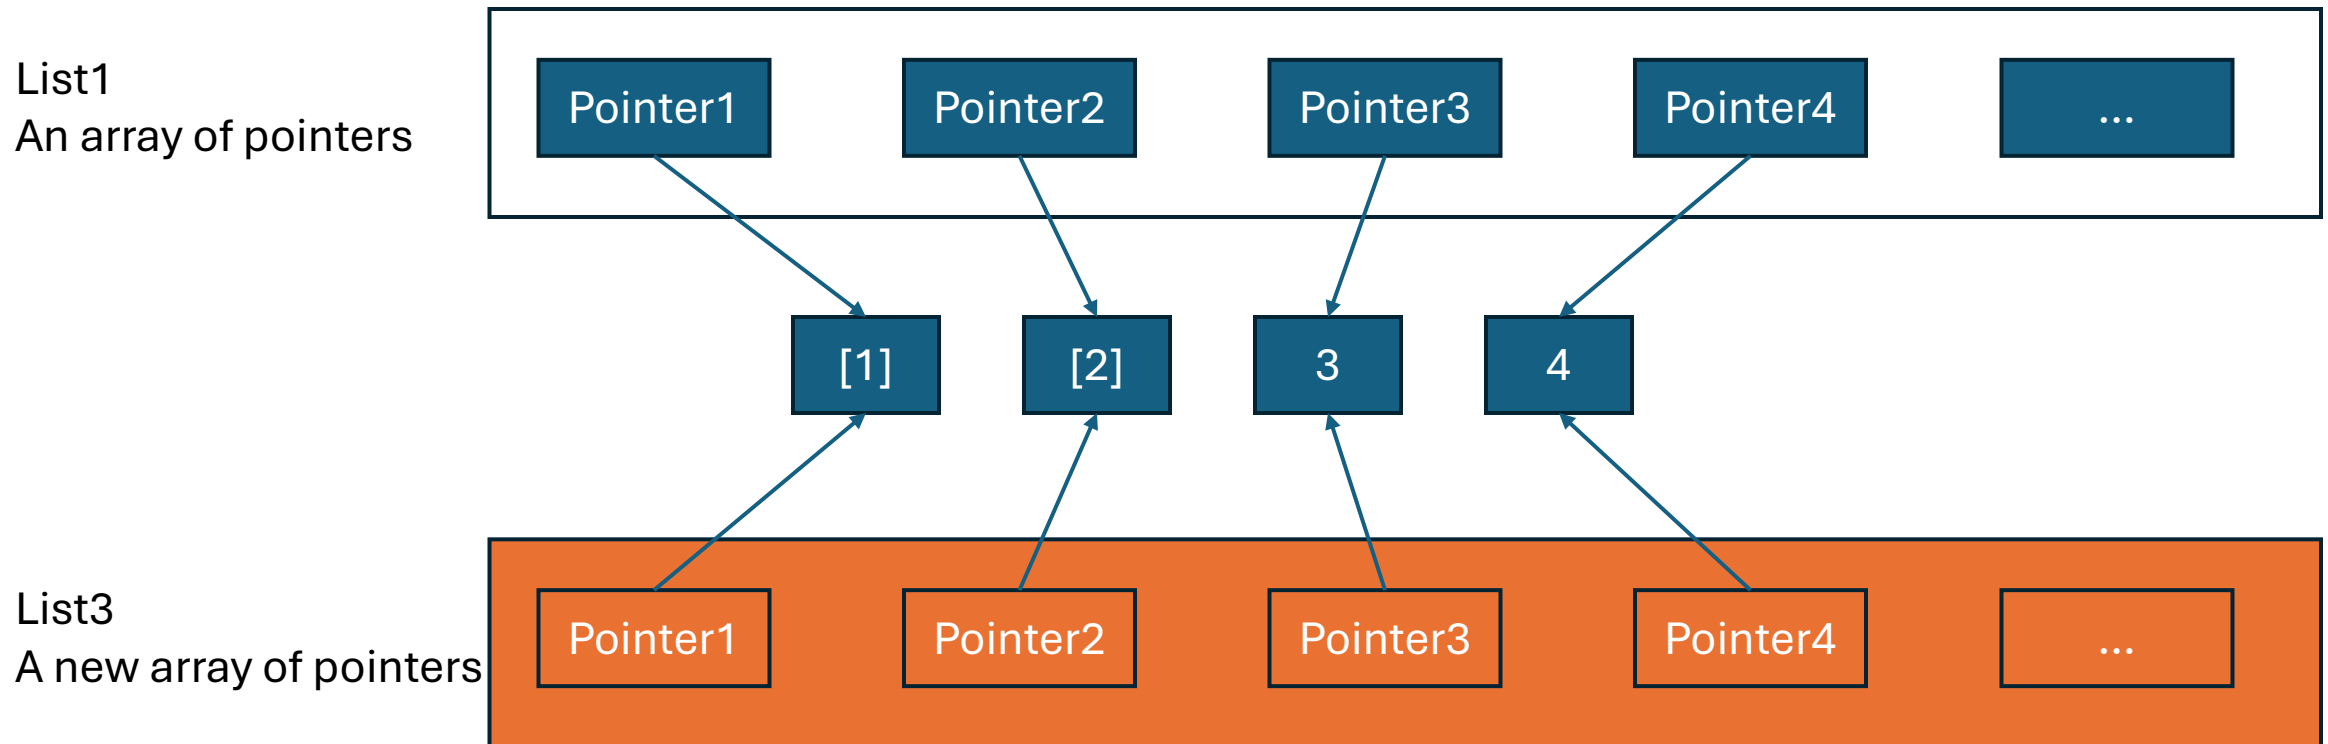 List1
An array of pointers
Pointer1
Pointer2
Pointer3
Pointer4
...
[1]
[2]
3
4
List3
A new array of pointers
Pointer1
Pointer2
Pointer3
Pointer4
...